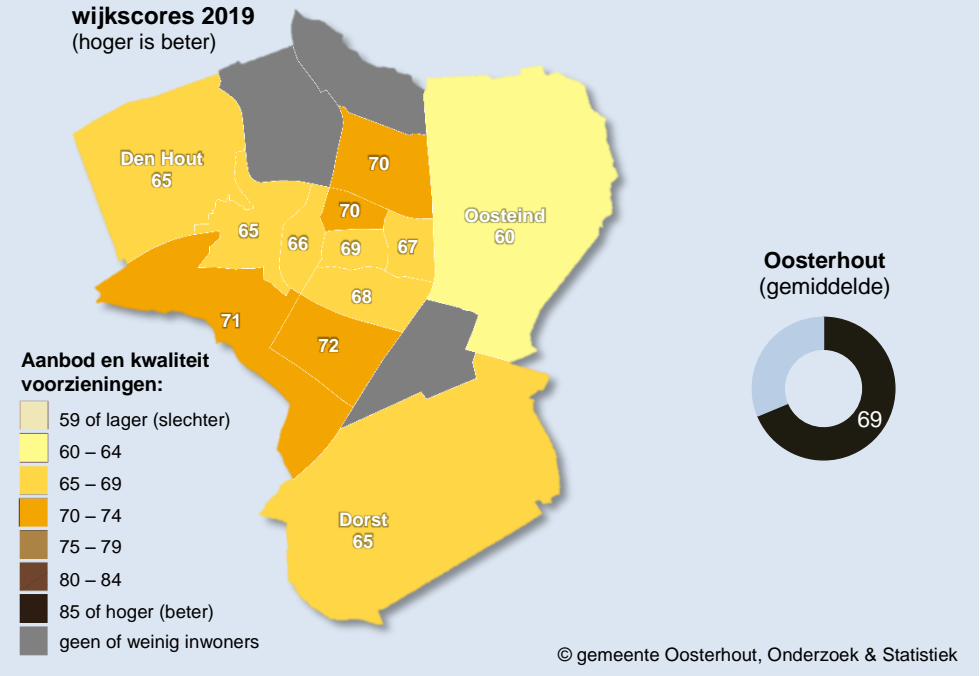 wijkscores 2019
(hoger is beter)
70
Den Hout
65
70
Oosteind
60
65
66
69
67
68
71
72
Dorst
65
Aanbod en kwaliteit
voorzieningen:
59 of lager (slechter)
60 – 64
65 – 69
70 – 74
75 – 79
80 – 84
85 of hoger (beter)
geen of weinig inwoners
Oosterhout
(gemiddelde)
69
© gemeente Oosterhout, Onderzoek & Statistiek